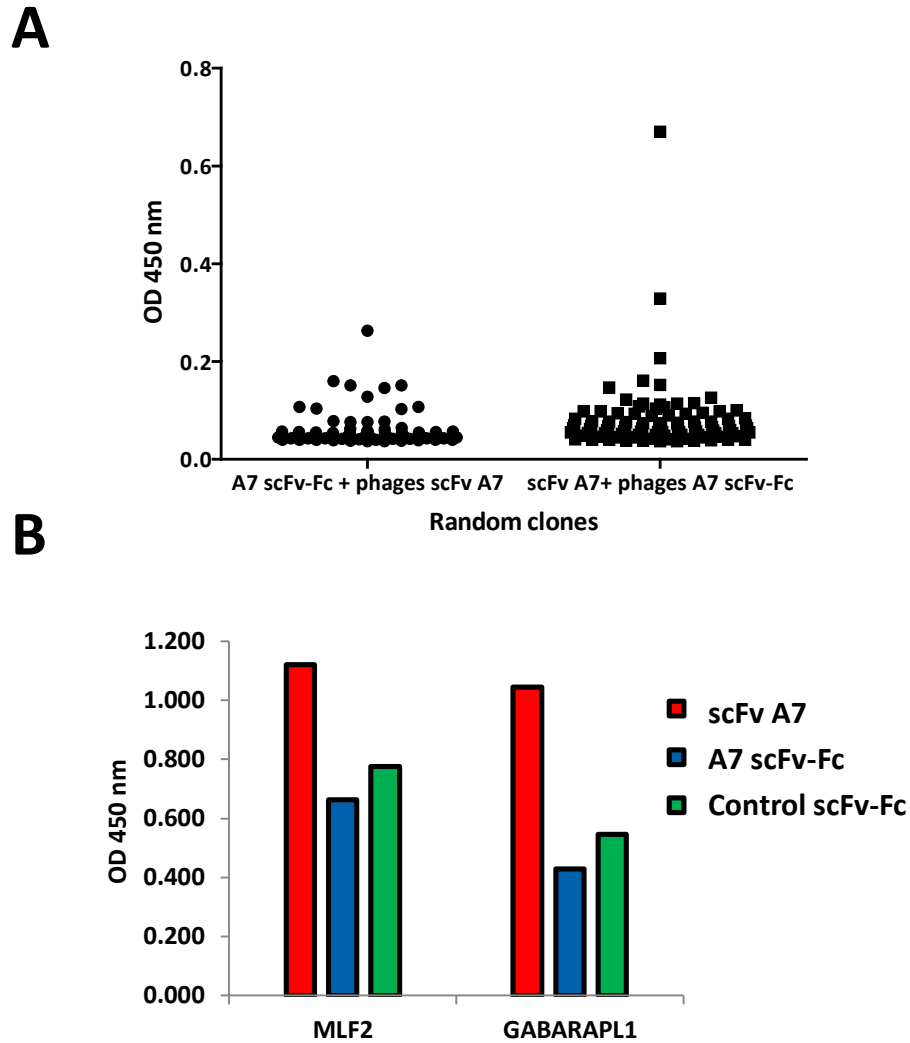 A
0.8
0.6
0.4
0.2
0.0
OD 450 nm
A7 scFv-Fc + phages scFv A7
scFv A7+ phages A7 scFv-Fc
Random clones
B
1.200
1.000
0.800
0.600
0.400
0.200
0.000
OD 450 nm
MLF2
GABARAPL1
scFv A7
A7 scFv-Fc
Control scFv-Fc